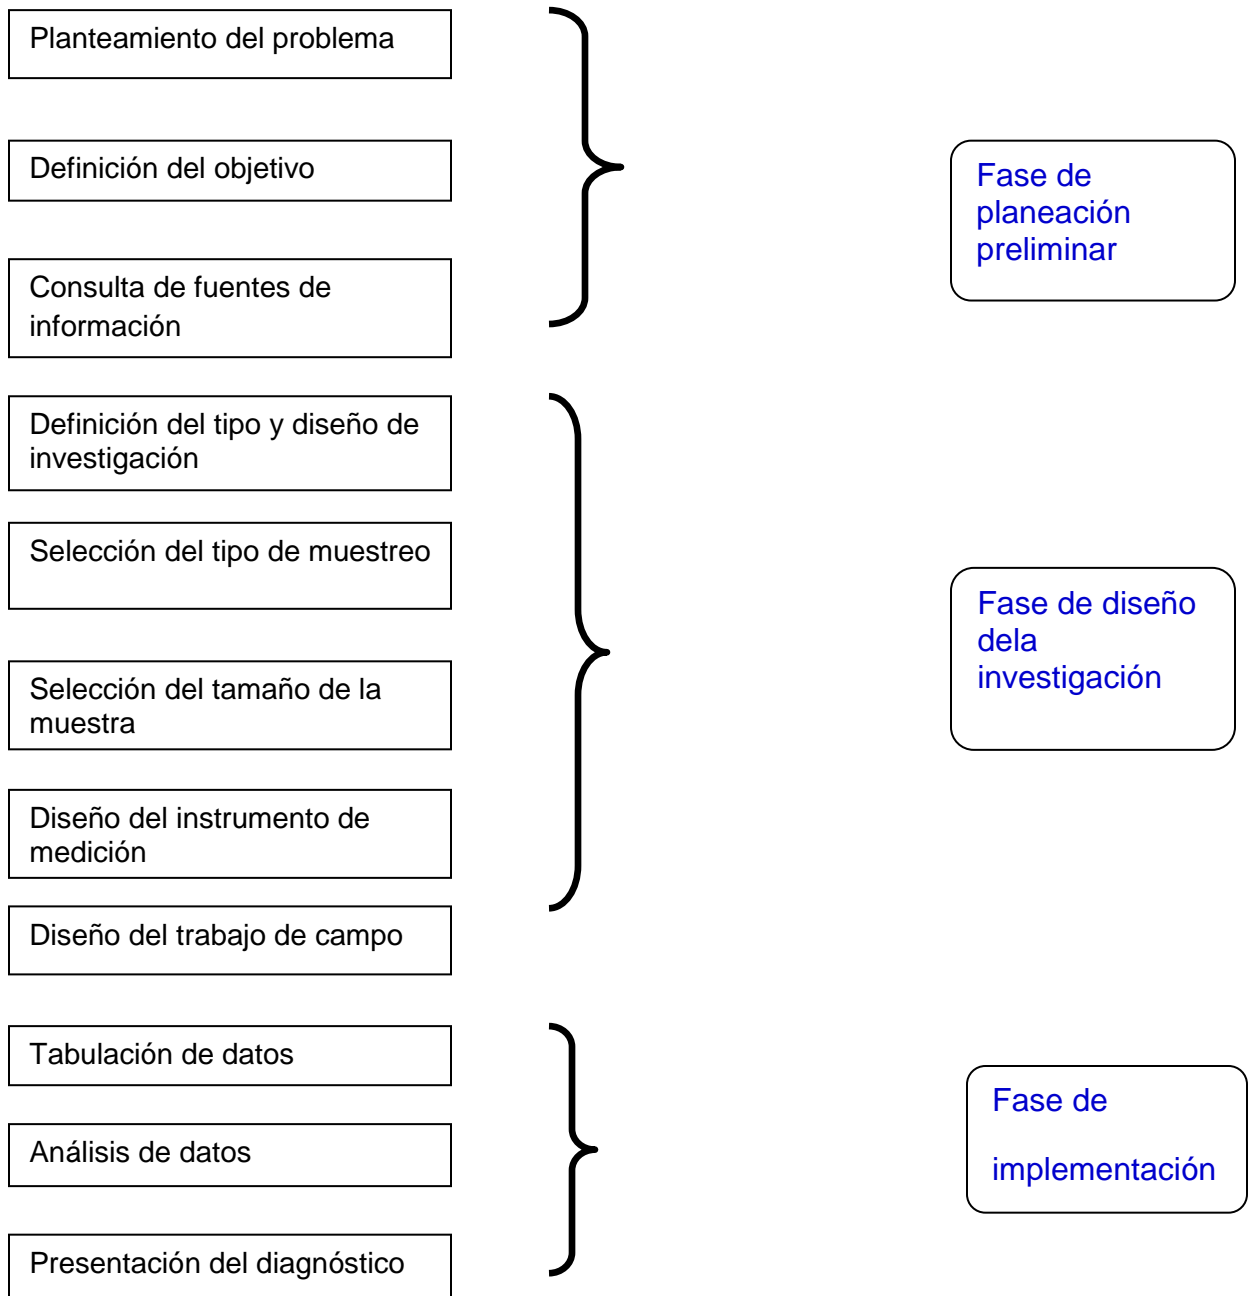 Planteamiento del problema
Definición del objetivo
Consulta de fuentes de
información
Fase de
planeación
preliminar
Definición del tipo y diseño de
investigación
Selección del tipo de muestreo
Selección del tamaño de la
muestra
Diseño del instrumento de
medición
Diseño del trabajo de campo
Fase de diseño
dela
investigación
Tabulación de datos
Análisis de datos
Presentación del diagnóstico
Fase de
implementación